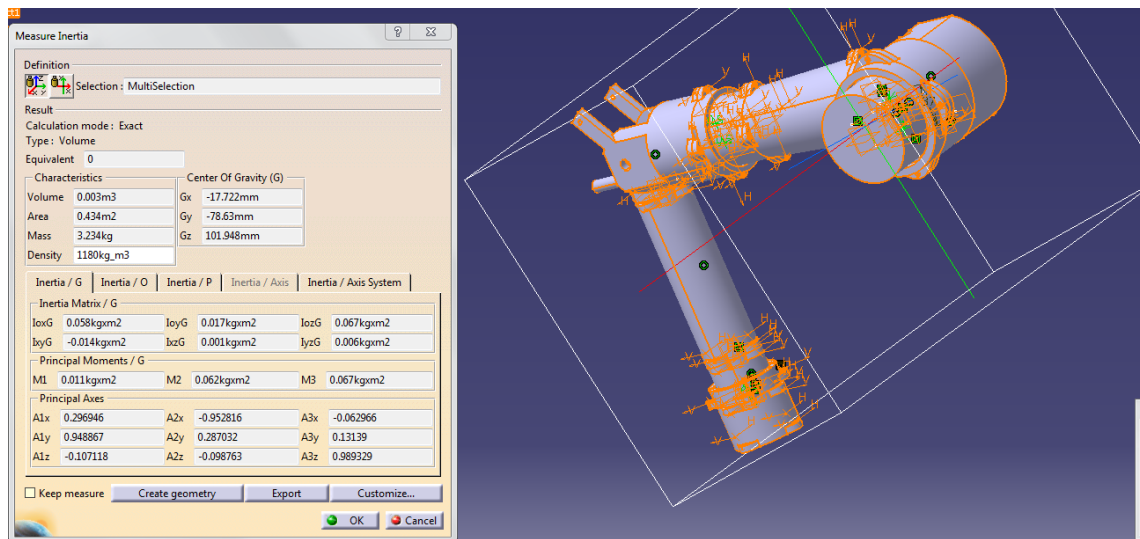 Measure Inertia
Definition
Selection : MultiSelection
Result
Calculation mode : Exact
Type : Volume
Equivalent 0
Characteristics
Center Of Gravity (G)
Volume 0.003m3 Gx -17.722mm
Area 0.434m2 Gy -78.63mm
Mass 3.234kg Gz 101.948mm
Density 1180kg_m3
Inertia / G Inertia / O Inertia / P Inertia / Axis Inertia / Axis System
Inertia Matrix / G
IoxG 0.058kgxm2 IoyG 0.017kgxm2 IozG 0.067kgxm2
IxyG -0.014kgxm2 IxzG 0.001kgxm2 IyzG 0.006kgxm2
Principal Moments / G
M1 0.011kgxm2 M2 0.062kgxm2 M3 0.067kgxm2
Principal Axes
A1x 0.296946 A2x -0.952816 A3x -0.062966
A1y 0.948867 A2y 0.287032 A3y 0.13139
A1z -0.107118 A2z -0.098763 A3z 0.989329
Keep measure Create geometry Export Customize...
OK Cancel